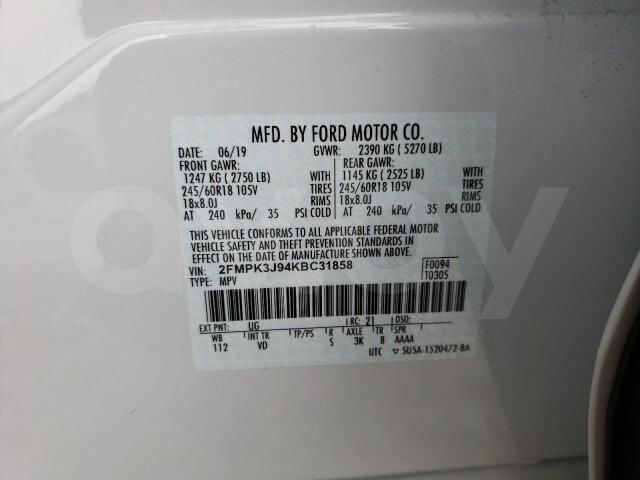 MFD. BY FORD MOTOR CO.
DATE: 06/19 GVWR: 2390 KG ( 5270 LB)
FRONT GAWR: REAR GAWR:
1247 KG ( 2750 LB) 1145 KG ( 2525 LB)
245/60R18 105V TIRES 245/60R18 105V TIRES
18x8.0J RIMS 18x8.0J RIMS
AT 240 kPa/ 35 PSI COLD AT 240 kPa/ 35 PSI COLD
THIS VEHICLE CONFORMS TO ALL APPLICABLE FEDERAL MOTOR
VEHICLE SAFETY AND THEFT PREVENTION STANDARDS IN
EFFECT ON THE DATE OF MANUFACTURE SHOWN ABOVE.
VIN: 2FMPK3J94KBC31858 F0094
TYPE: MPV T0305
EXT PNT: UG RC: 21 DSO:
WB INT TR TP/PS R AXLE TR SPR
112 VD S 3K 8 AAAA
UTC ▽ 5U5A-1520472-BA